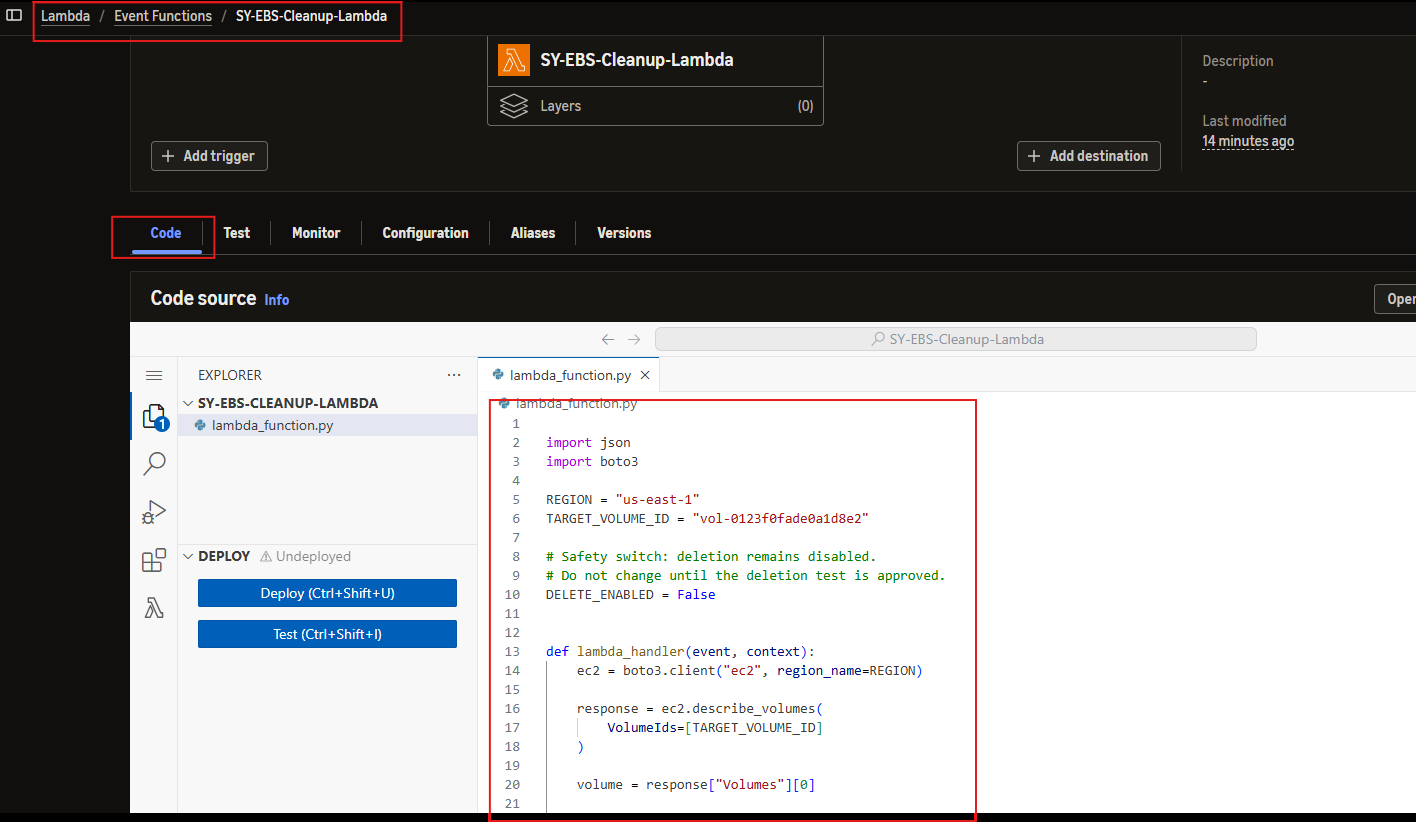 Lambda / Event Functions / SY-EBS-Cleanup-Lambda
SY-EBS-Cleanup-Lambda
Layers (0)
Description
-
Last modified
14 minutes ago
+ Add trigger
+ Add destination
Code
Test
Monitor
Configuration
Aliases
Versions
Code source Info
SY-EBS-Cleanup-Lambda
EXPLORER ...
SY-EBS-CLEANUP-LAMBDA
lambda_function.py
1
DEPLOY Undeployed
Deploy (Ctrl+Shift+U)
Test (Ctrl+Shift+I)
lambda_function.py
lambda_function.py
1
2 import json
3 import boto3
4
5 REGION = "us-east-1"
6 TARGET_VOLUME_ID = "vol-0123f0fade0a1d8e2"
7
8 # Safety switch: deletion remains disabled.
9 # Do not change until the deletion test is approved.
10 DELETE_ENABLED = False
11
12
13 def lambda_handler(event, context):
14     ec2 = boto3.client("ec2", region_name=REGION)
15
16     response = ec2.describe_volumes(
17         VolumeIds=[TARGET_VOLUME_ID]
18     )
19
20     volume = response["Volumes"][0]
21